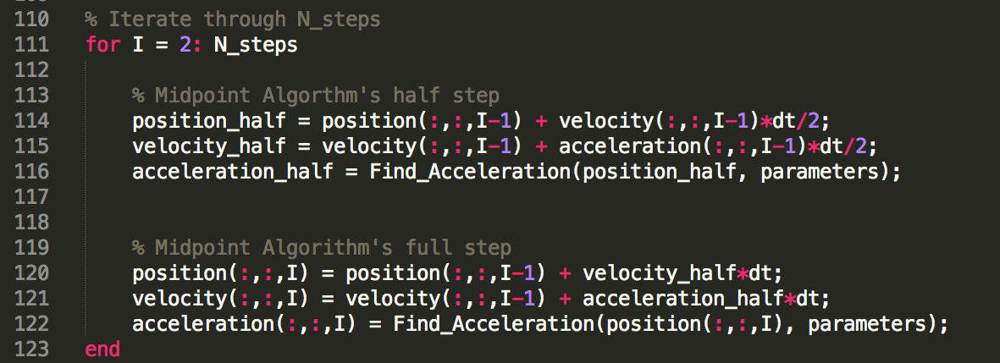 110 % Iterate through N_steps
111 for I = 2: N_steps
112
113 % Midpoint Algorthm's half step
114 position_half = position(:,:,I-1) + velocity(:,:,I-1)*dt/2;
115 velocity_half = velocity(:,:,I-1) + acceleration(:,:,I-1)*dt/2;
116 acceleration_half = Find_Acceleration(position_half, parameters);
117
118
119 % Midpoint Algorithm's full step
120 position(:,:,I) = position(:,:,I-1) + velocity_half*dt;
121 velocity(:,:,I) = velocity(:,:,I-1) + acceleration_half*dt;
122 acceleration(:,:,I) = Find_Acceleration(position(:,:,I), parameters);
123 end